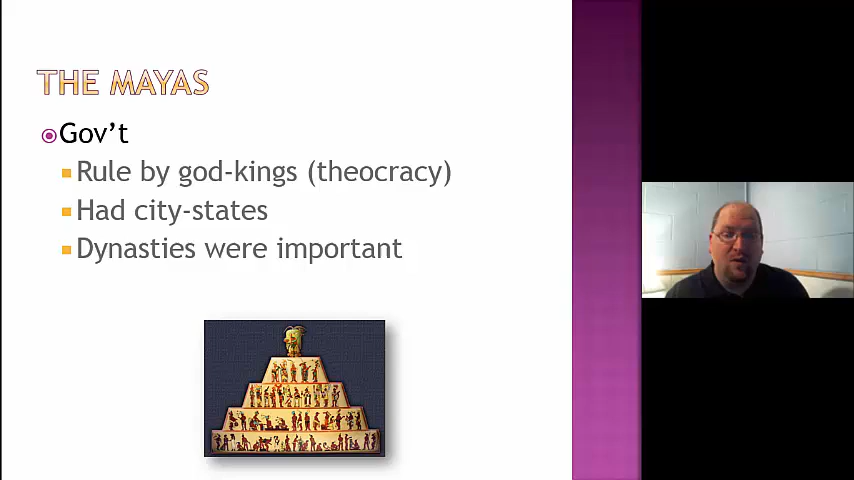 THE MAYAS
Gov't
Rule by god-kings (theocracy)
Had city-states
Dynasties were important